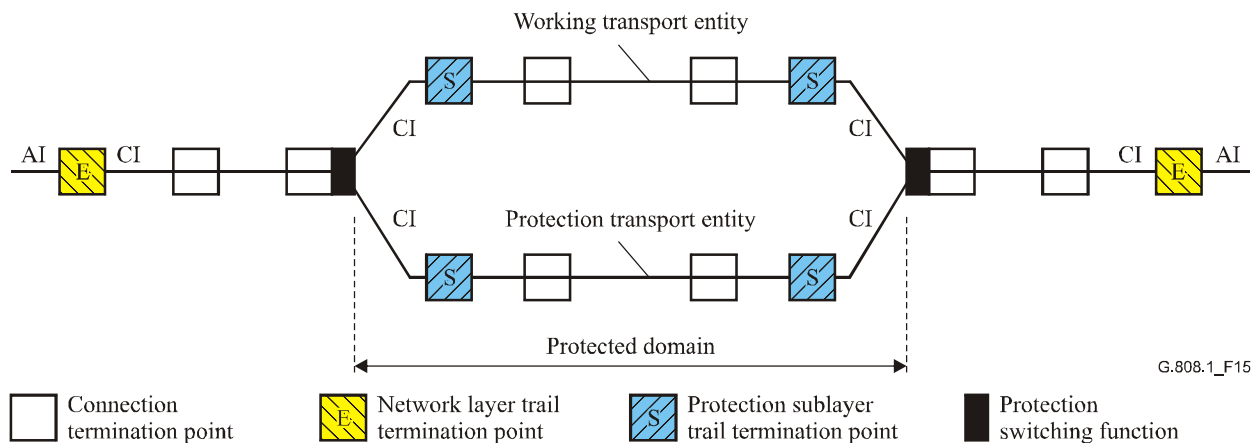 Working transport entity
S
S
CI
CI
AI
E
CI
CI
E
AI
CI
CI
Protection transport entity
S
S
Protected domain
G.808.1_F15
Connection
termination point
E
Network layer trail
termination point
S
Protection sublayer
trail termination point
Protection
switching function